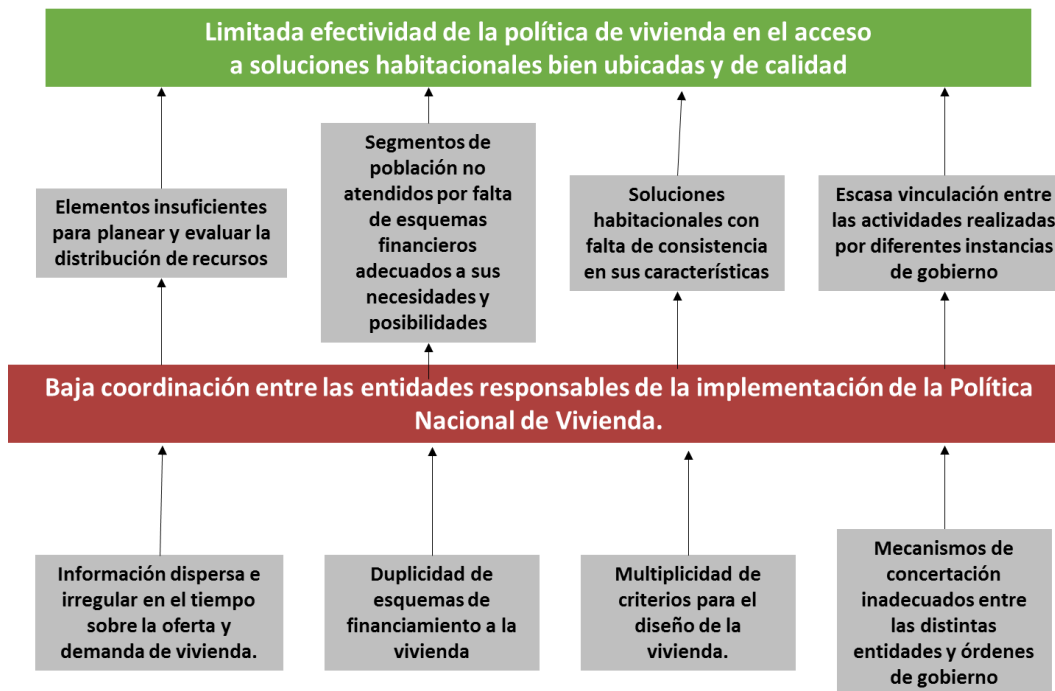 Limitada efectividad de la política de vivienda en el acceso
a soluciones habitacionales bien ubicadas y de calidad
Elementos insuficientes
para planear y evaluar la
distribución de recursos
Segmentos de
población no
atendidos por falta
de esquemas
financieros
adecuados a sus
necesidades y
posibilidades
Soluciones
habitacionales con
falta de consistencia
en sus características
Escasa vinculación entre
las actividades realizadas
por diferentes instancias
de gobierno
Baja coordinación entre las entidades responsables de la implementación de la Política
Nacional de Vivienda.
Información dispersa e
irregular en el tiempo
sobre la oferta y
demanda de vivienda.
Duplicidad de
esquemas de
financiamiento a la
vivienda
Multiplicidad de
criterios para el
diseño de la
vivienda.
Mecanismos de
concertación
inadecuados entre
las distintas
entidades y órdenes
de gobierno